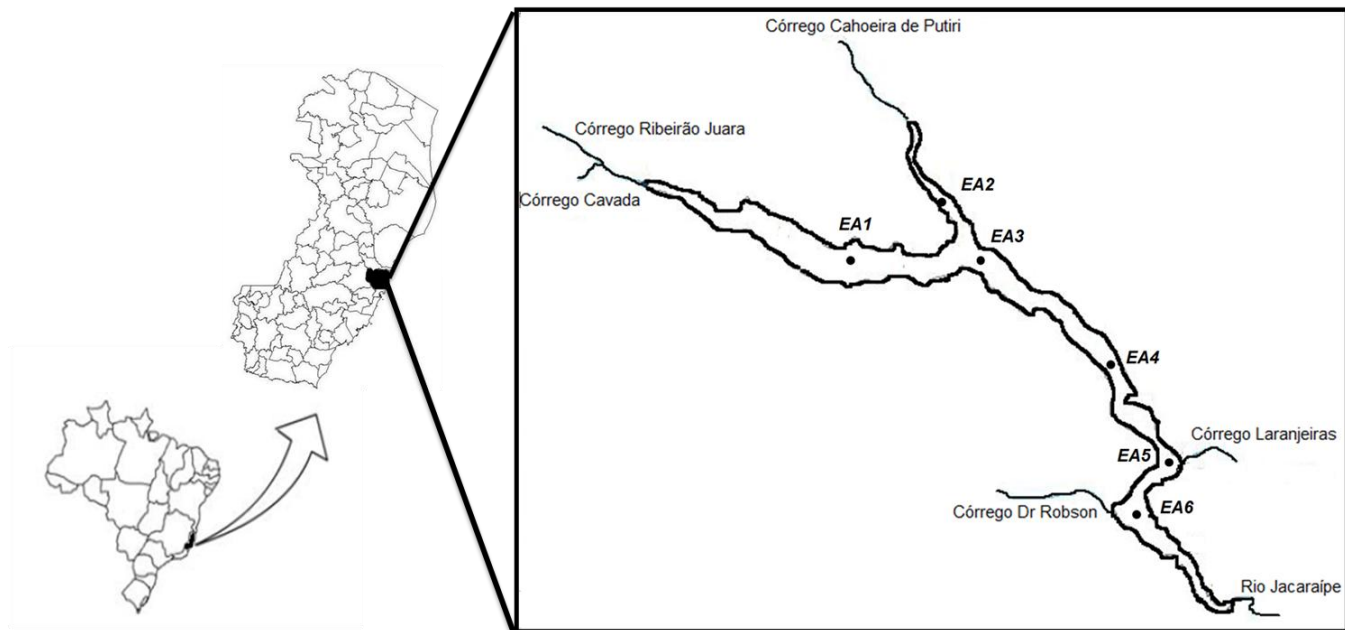 Córrego Cahoeira de Putiri
Córrego Ribeirão Juara
Córrego Cavada
EA2
EA1
EA3
EA4
Córrego Laranjeiras
EA5
Córrego Dr Robson
EA6
Rio Jacaraípe